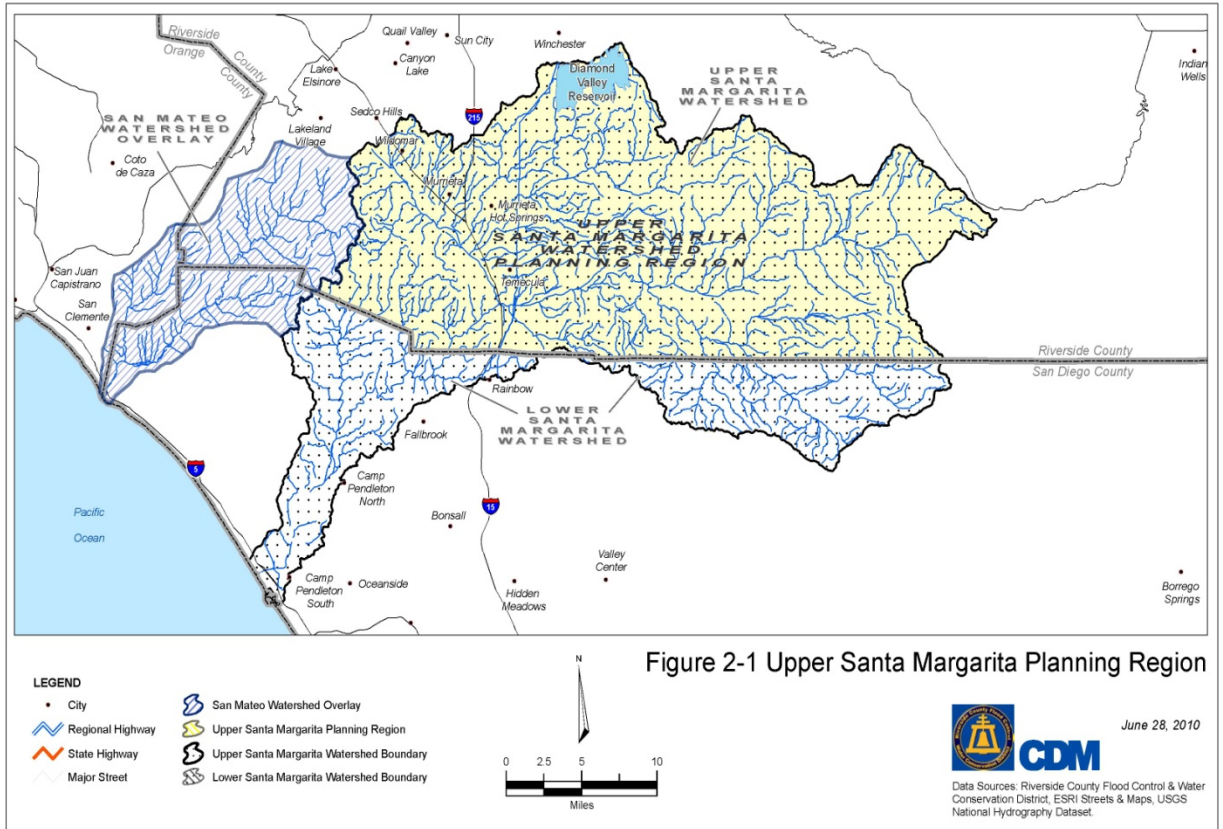 Riverside
Orange
County
County
Quail Valley
Sun City
Winchester
Canyon
Lake
Lake
Elsinore
Diamond
Valley
Reservoir
UPPER
SANTA
MARGARITA
WATERSHED
Indian
Wells
SAN MATEO
WATERSHED
OVERLAY
Sedco Hills
215
Lakeland
Village
Wildomar
Coto
de Caza
Murrieta
Murrieta
Hot Springs
UPPER
SANTA MARGARITA
WATERSHED
PLANNING REGION
Temecula
San Juan
Capistrano
San
Clemente
Riverside County
San Diego County
Rainbow
LOWER
SANTA
MARGARITA
WATERSHED
Fallbrook
5
Camp
Pendleton
North
15
Bonsall
Pacific
Ocean
Valley
Center
Camp
Pendleton
South
Oceanside
Hidden
Meadows
Borrego
Springs
Figure 2-1 Upper Santa Margarita Planning Region
LEGEND
City
Regional Highway
State Highway
Major Street
San Mateo Watershed Overlay
Upper Santa Margarita Planning Region
Upper Santa Margarita Watershed Boundary
Lower Santa Margarita Watershed Boundary
N
0 2.5 5 10
Miles
CDM
June 28, 2010
Data Sources: Riverside County Flood Control & Water
Conservation District, ESRI Streets & Maps, USGS
National Hydrography Dataset.